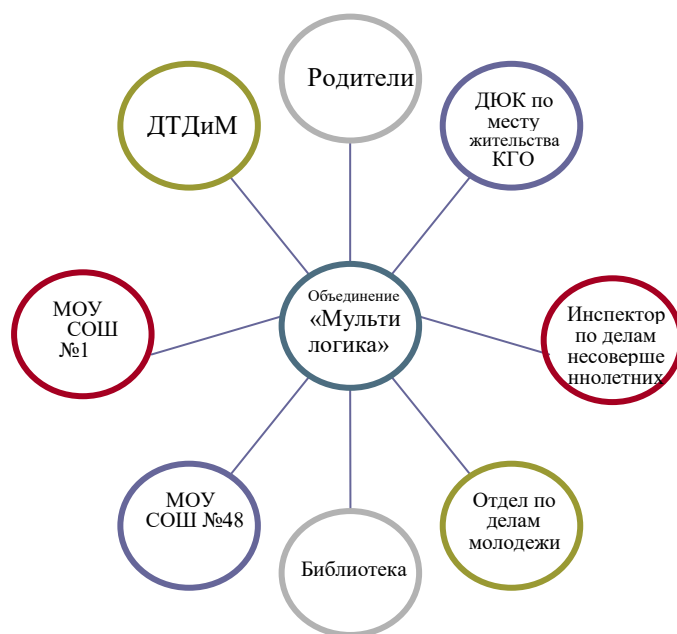 Родители
ДТДиМ
ДЮК по
месту
жительства
КГО
Объединение
«Мульти
логика»
МОУ
СОШ
№1
Инспектор
по делам
несоверше
ннолетних
МОУ
СОШ №48
Отдел по
делам
молодежи
Библиотека